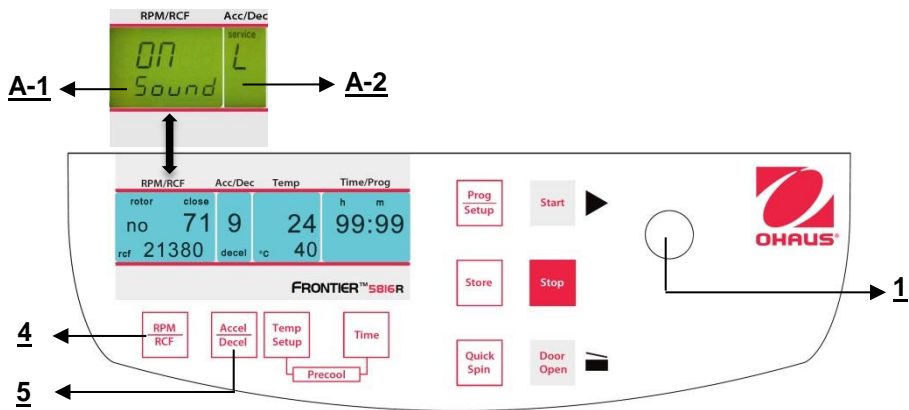 RPM/RCF Acc/Dec
service
ON L
Sound
A-1 A-2
RPM/RCF Acc/Dec Temp Time/Prog
rotor close h m
no 71 9 24 99:99
rcf 21380 decel °C 40
FRONTIER™5816R
Prog
Setup
Start
OHAUS®
Store
Stop
1
4
RPM
RCF
Accel
Decel
Temp
Setup
Time
Precool
Quick
Spin
Door
Open
5